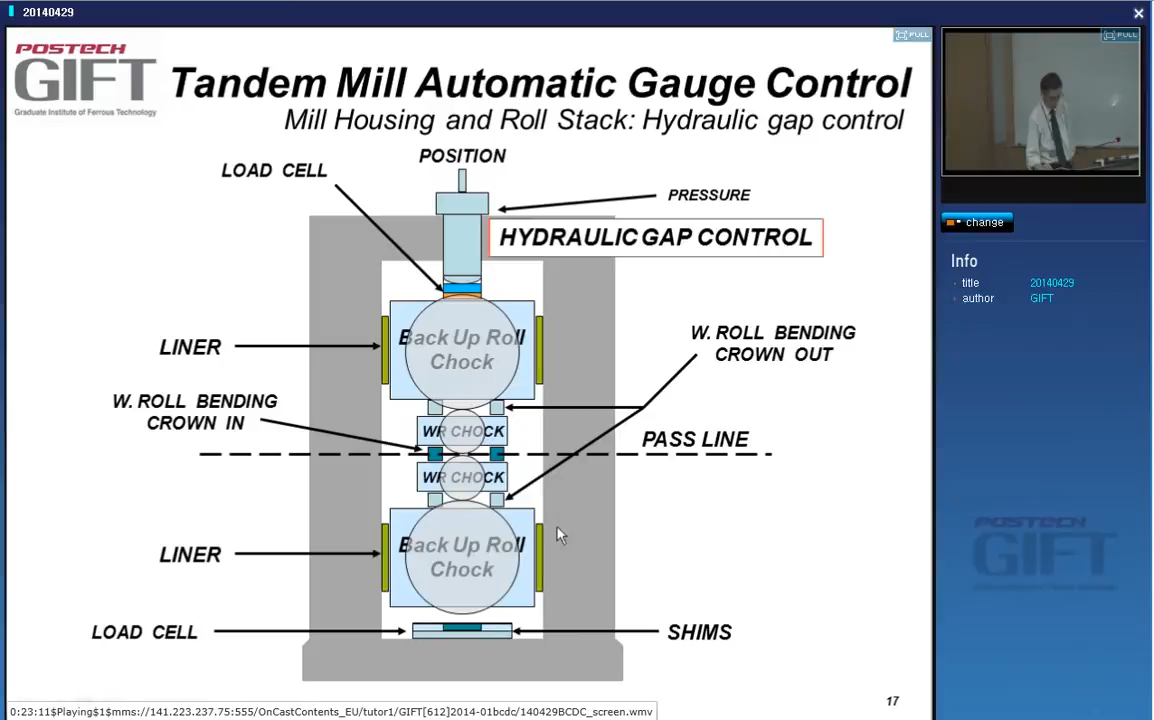 20140429
POSTECH
GIFT
Graduate Institute of Ferrous Technology
Tandem Mill Automatic Gauge Control
Mill Housing and Roll Stack: Hydraulic gap control
POSITION
LOAD CELL
PRESSURE
HYDRAULIC GAP CONTROL
Back Up Roll
Chock
LINER
W. ROLL BENDING
CROWN OUT
W. ROLL BENDING
CROWN IN
WR CHOCK
PASS LINE
WR CHOCK
Back Up Roll
Chock
LINER
LOAD CELL
SHIMS
17
0:23:11$Playing$1$mms://141.223.237.75:555/OnCastContents_EU/tutor1/GIFT[612]2014-01bcdc/140429BCDC_screen.wmv
FULL
FULL
change
Info
title 20140429
author GIFT
POSTECH
GIFT